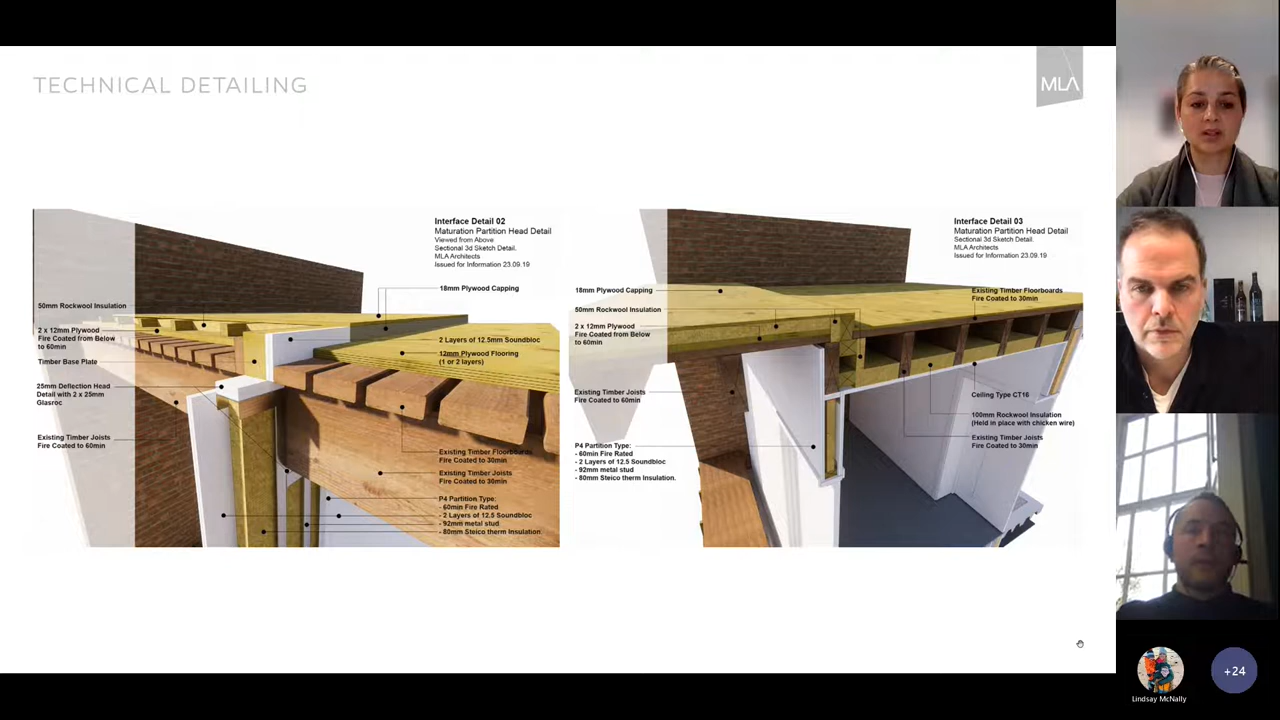 TECHNICAL DETAILING
MLA
Interface Detail 02
Maturation Partition Head Detail
Viewed from Above
Sectional 3d Sketch Detail.
MLA Architects
Issued for Information 23.09.19
18mm Plywood Capping
50mm Rockwool Insulation
2 x 12mm Plywood
Fire Coated from Below
to 60min
Timber Base Plate
25mm Deflection Head
Detail with 2 x 25mm
Glasroc
Existing Timber Joists
Fire Coated to 60min
2 Layers of 12.5mm Soundbloc
12mm Plywood Flooring
(1 or 2 layers)
Existing Timber Floorboards
Fire Coated to 30min
Existing Timber Joists
Fire Coated to 30min
P4 Partition Type:
- 60min Fire Rated
- 2 Layers of 12.5 Soundbloc
- 92mm metal stud
- 80mm Steico therm Insulation
Interface Detail 03
Maturation Partition Head Detail
Sectional 3d Sketch Detail.
MLA Architects
Issued for Information 23.09.19
18mm Plywood Capping
50mm Rockwool Insulation
2 x 12mm Plywood
Fire Coated from Below
to 60min
Existing Timber Joists
Fire Coated to 60min
P4 Partition Type:
- 60min Fire Rated
- 2 Layers of 12.5 Soundbloc
- 92mm metal stud
- 80mm Steico therm Insulation.
Existing Timber Floorboards
Fire Coated to 30min
Ceiling Type CT16
100mm Rockwool Insulation
(Held in place with chicken wire)
Existing Timber Joists
Fire Coated to 30min
Lindsay McNally
+24